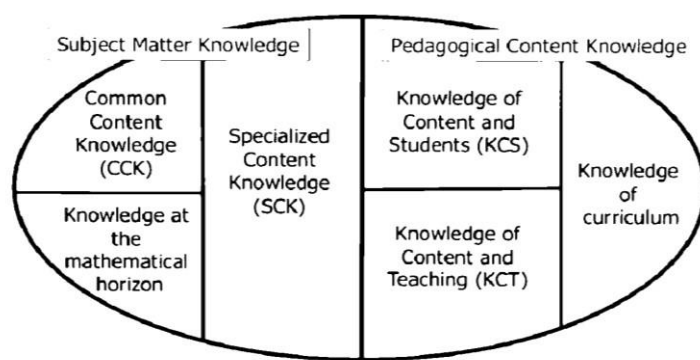 Subject Matter Knowledge
Pedagogical Content Knowledge
Common
Content
Knowledge
(CCK)
Knowledge at
the
mathematical
horizon
Specialized
Content
Knowledge
(SCK)
Knowledge of
Content and
Students (KCS)
Knowledge of
Content and
Teaching (KCT)
Knowledge
of
curriculum